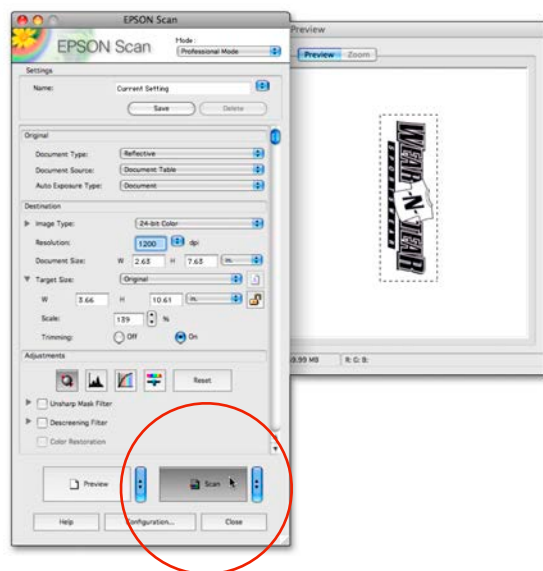 EPSON Scan
EPSON Scan
Mode:
Professional Mode
Settings
Name: Current Setting
Save Delete
Original
Document Type: Reflective
Document Source: Document Table
Auto Exposure Type: Document
Destination
Image Type: 24-bit Color
Resolution: 1200 dpi
Document Size: W 2.63 H 7.63 in.
Target Size: Original
W 3.66 H 10.61 in.
Scale: 139 %
Trimming: Off On
Adjustments
Reset
Unsharp Mask Filter
Descreening Filter
Color Restoration
Preview Scan
Help Configuration... Close
Preview
Preview Zoom
WEAR-N-TEAR
R: G: B: